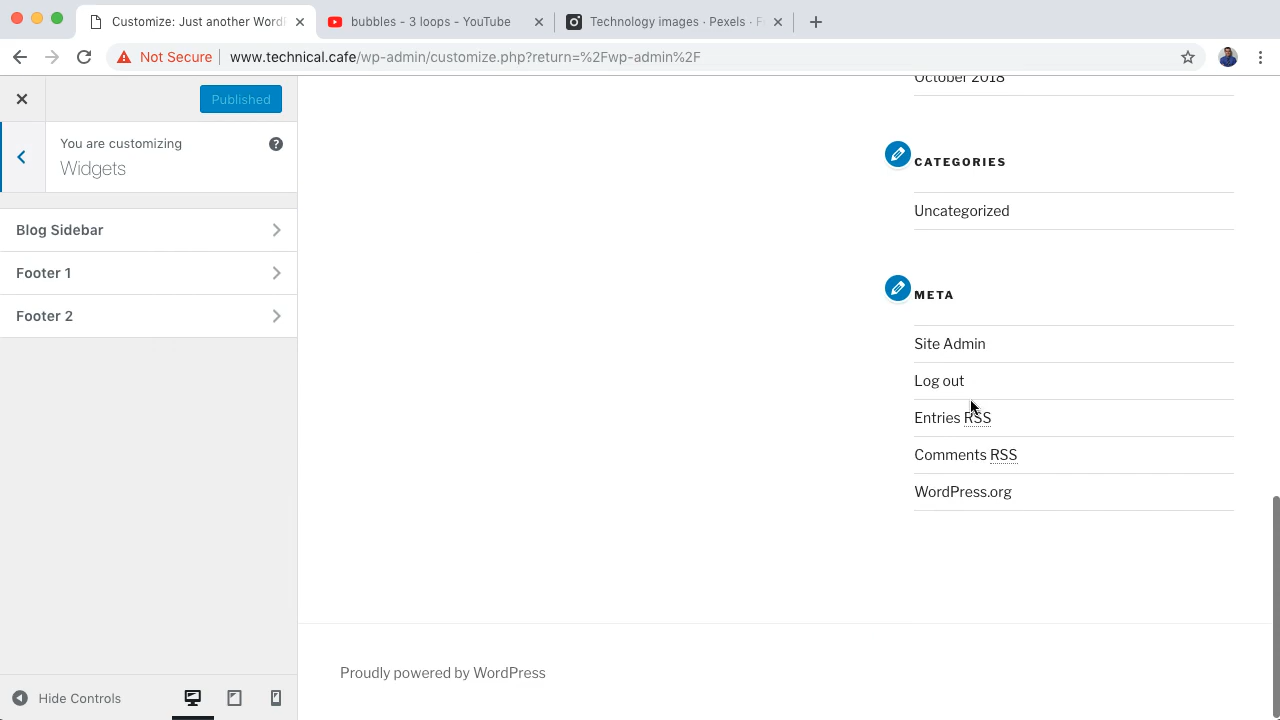 Customize: Just another WordP
bubbles - 3 loops - YouTube
Technology images · Pexels · F
Not Secure
www.technical.cafe/wp-admin/customize.php?return=%2Fwp-admin%2F
Published
You are customizing
Widgets
Blog Sidebar
Footer 1
Footer 2
Hide Controls
October 2018
CATEGORIES
Uncategorized
META
Site Admin
Log out
Entries RSS
Comments RSS
WordPress.org
Proudly powered by WordPress